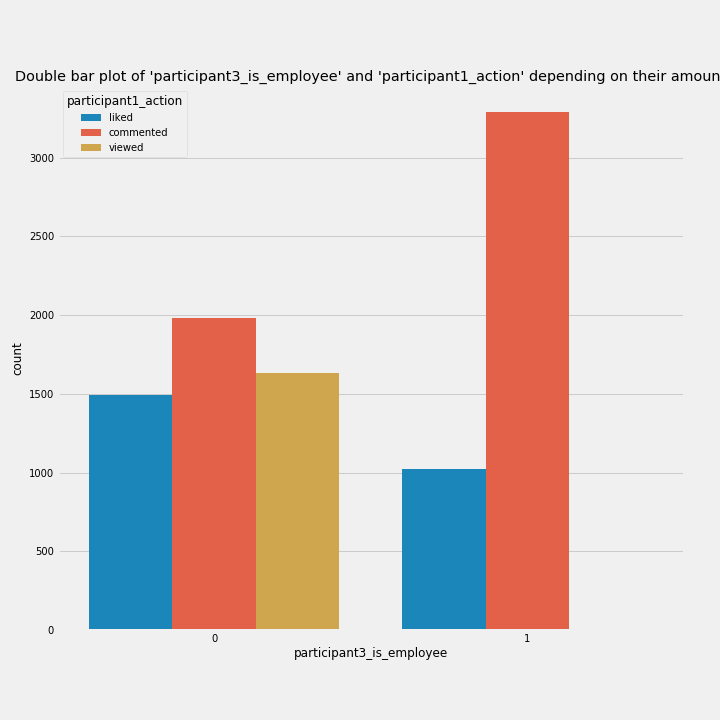 Double bar plot of 'participant3_is_employee' and 'participant1_action' depending on their amoun
participant1_action
liked
commented
viewed
3000
2500
2000
1500
1000
500
0
count
0 1
participant3_is_employee